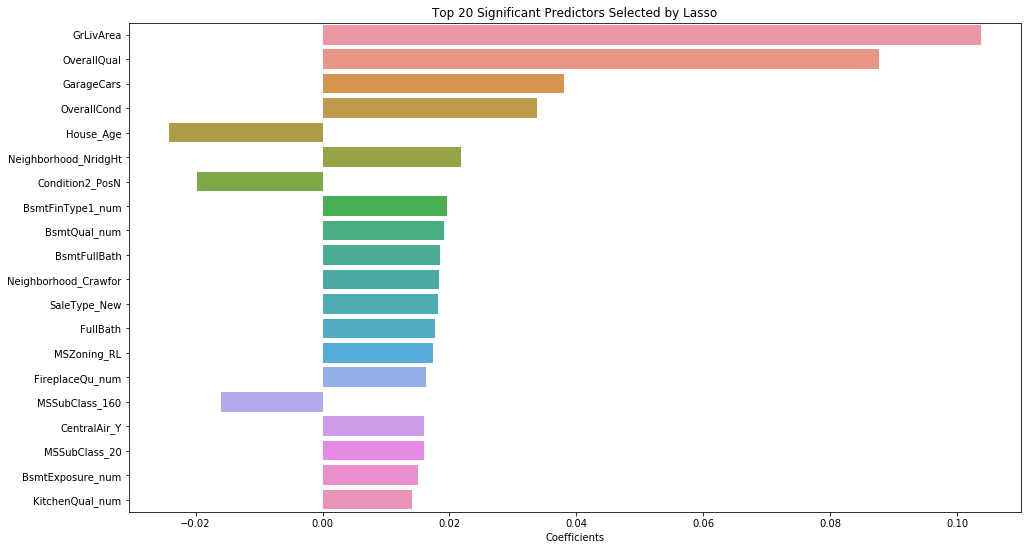 Top 20 Significant Predictors Selected by Lasso
GrLivArea
OverallQual
GarageCars
OverallCond
House_Age
Neighborhood_NridgHt
Condition2_PosN
BsmtFinType1_num
BsmtQual_num
BsmtFullBath
Neighborhood_Crawfor
SaleType_New
FullBath
MSZoning_RL
FireplaceQu_num
MSSubClass_160
CentralAir_Y
MSSubClass_20
BsmtExposure_num
KitchenQual_num
−0.02 0.00 0.02 0.04 0.06 0.08 0.10
Coefficients